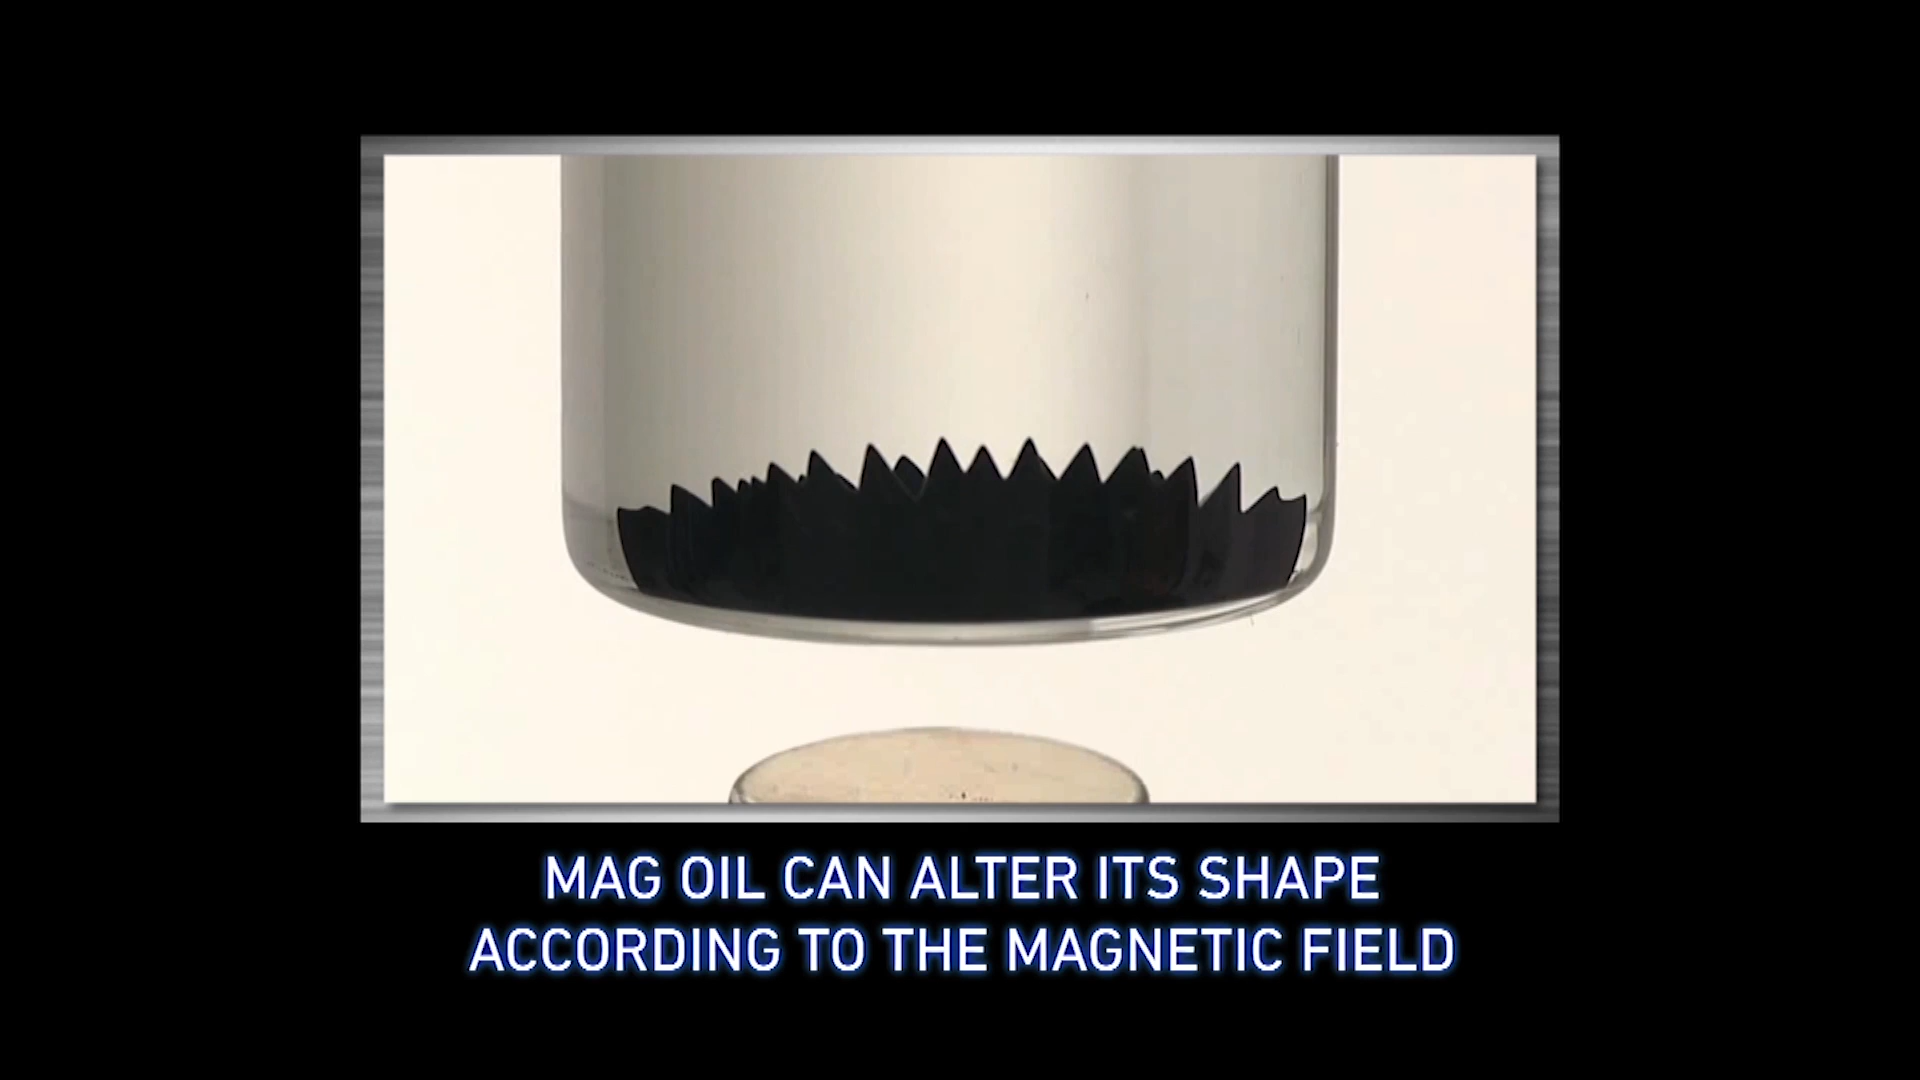 MAG OIL CAN ALTER ITS SHAPE
ACCORDING TO THE MAGNETIC FIELD